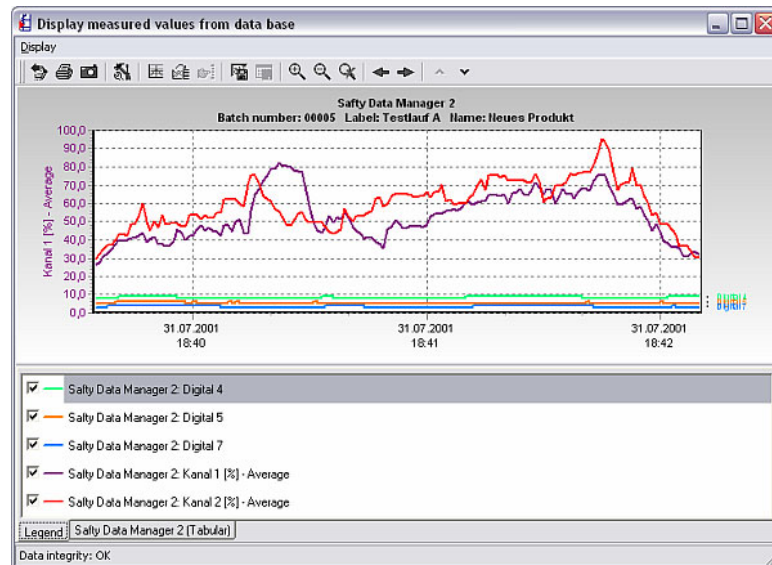 Display measured values from data base
Display
Safty Data Manager 2
Batch number: 00005 Label: Testlauf A Name: Neues Produkt
Kanal 1 [%] - Average
100,0
90,0
80,0
70,0
60,0
50,0
40,0
30,0
20,0
10,0
0,0
31.07.2001
18:40
31.07.2001
18:41
31.07.2001
18:42
Safty Data Manager 2: Digital 4
Safty Data Manager 2: Digital 5
Safty Data Manager 2: Digital 7
Safty Data Manager 2: Kanal 1 [%] - Average
Safty Data Manager 2: Kanal 2 [%] - Average
Legend
Safty Data Manager 2 (Tabular)
Data integrity: OK